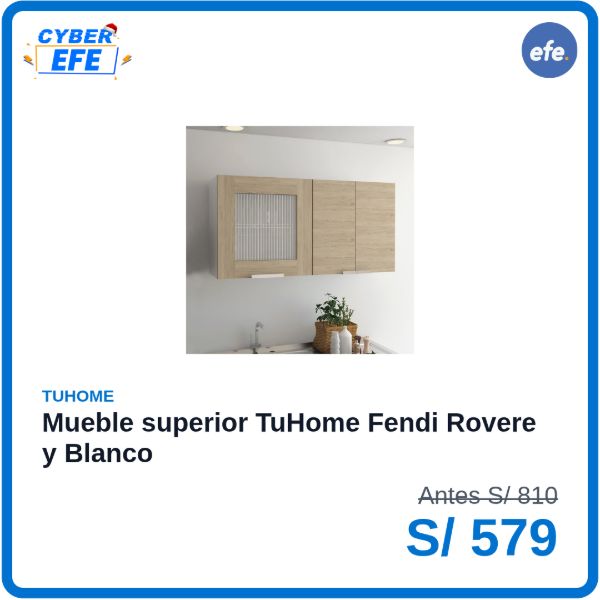 CYBER
EFE
efe.
TUHOME
Mueble superior TuHome Fendi Rovere
y Blanco
Antes S/ 810
S/ 579